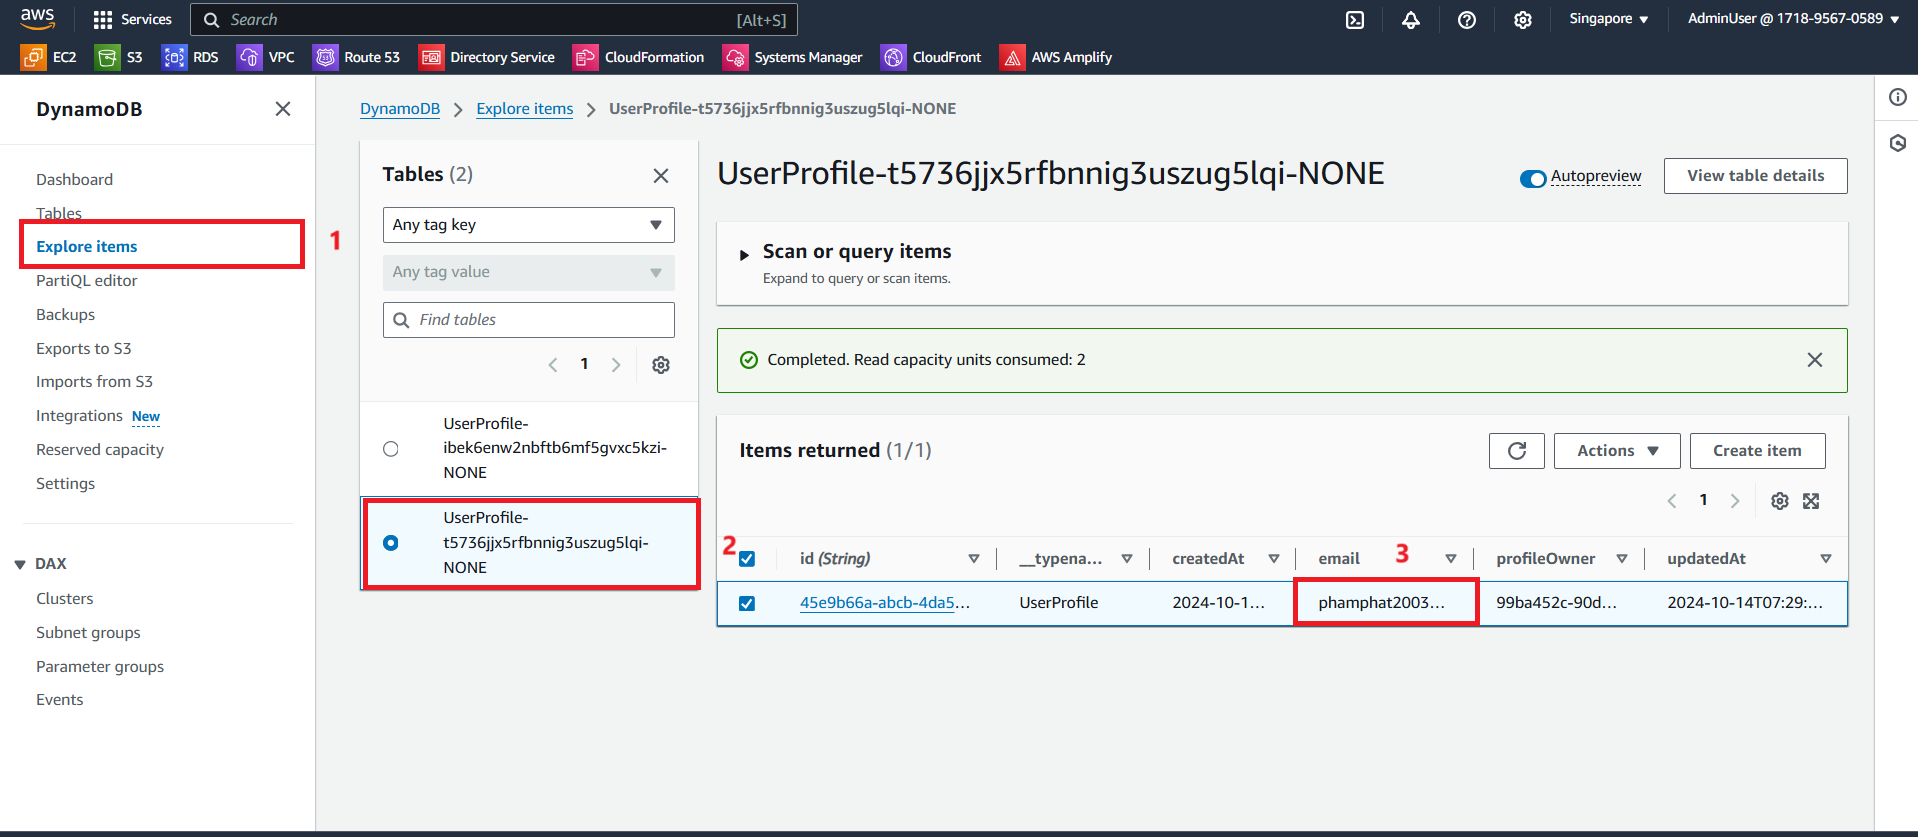 aws Services Search [Alt+S] Singapore AdminUser @ 1718-9567-0589
EC2 S3 RDS VPC Route 53 Directory Service CloudFormation Systems Manager CloudFront AWS Amplify
DynamoDB
Dashboard
Tables
Explore items
1
PartiQL editor
Backups
Exports to S3
Imports from S3
Integrations New
Reserved capacity
Settings
DAX
Clusters
Subnet groups
Parameter groups
Events
DynamoDB Explore items UserProfile-t5736jjx5rfbnnig3uszug5lqi-NONE
Tables (2)
Any tag key
Any tag value
Find tables
1
UserProfile-
ibek6enw2nbftb6mf5gvxc5kzi-
NONE
UserProfile-
t5736jjx5rfbnnig3uszug5lqi-
NONE
2
UserProfile-t5736jjx5rfbnnig3uszug5lqi-NONE
Autopreview View table details
Scan or query items
Expand to query or scan items.
Completed. Read capacity units consumed: 2
Items returned (1/1) Actions Create item
1
id (String) __typena... createdAt email 3 profileOwner updatedAt
45e9b66a-abcb-4da5... UserProfile 2024-10-1... phamphat2003... 99ba452c-90d... 2024-10-14T07:29:...